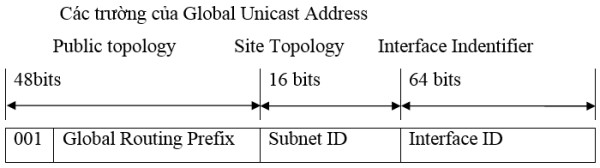 Các trường của Global Unicast Address
Public topology Site Topology Interface Indentifier
48bits 16 bits 64 bits
001 Global Routing Prefix Subnet ID Interface ID